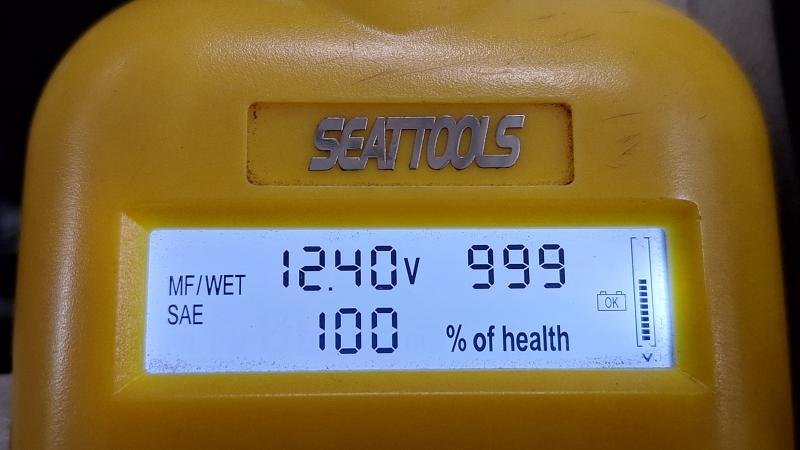 SEATTOOLS
MF/WET 12.40V 999
SAE 100 % of health
OK
V